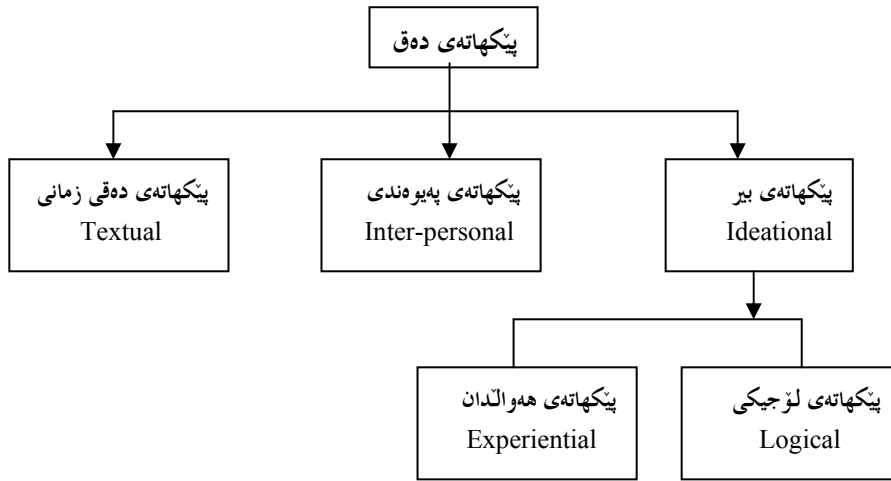 پێکهاتەی دەق
پێکهاتەی بیر
Ideational
پێکهاتەی پەیوەندی
Inter-personal
پێکهاتەی دەقی زمانی
Textual
پێکهاتەی لۆجیکی
Logical
پێکهاتەی هەواڵدان
Experiential